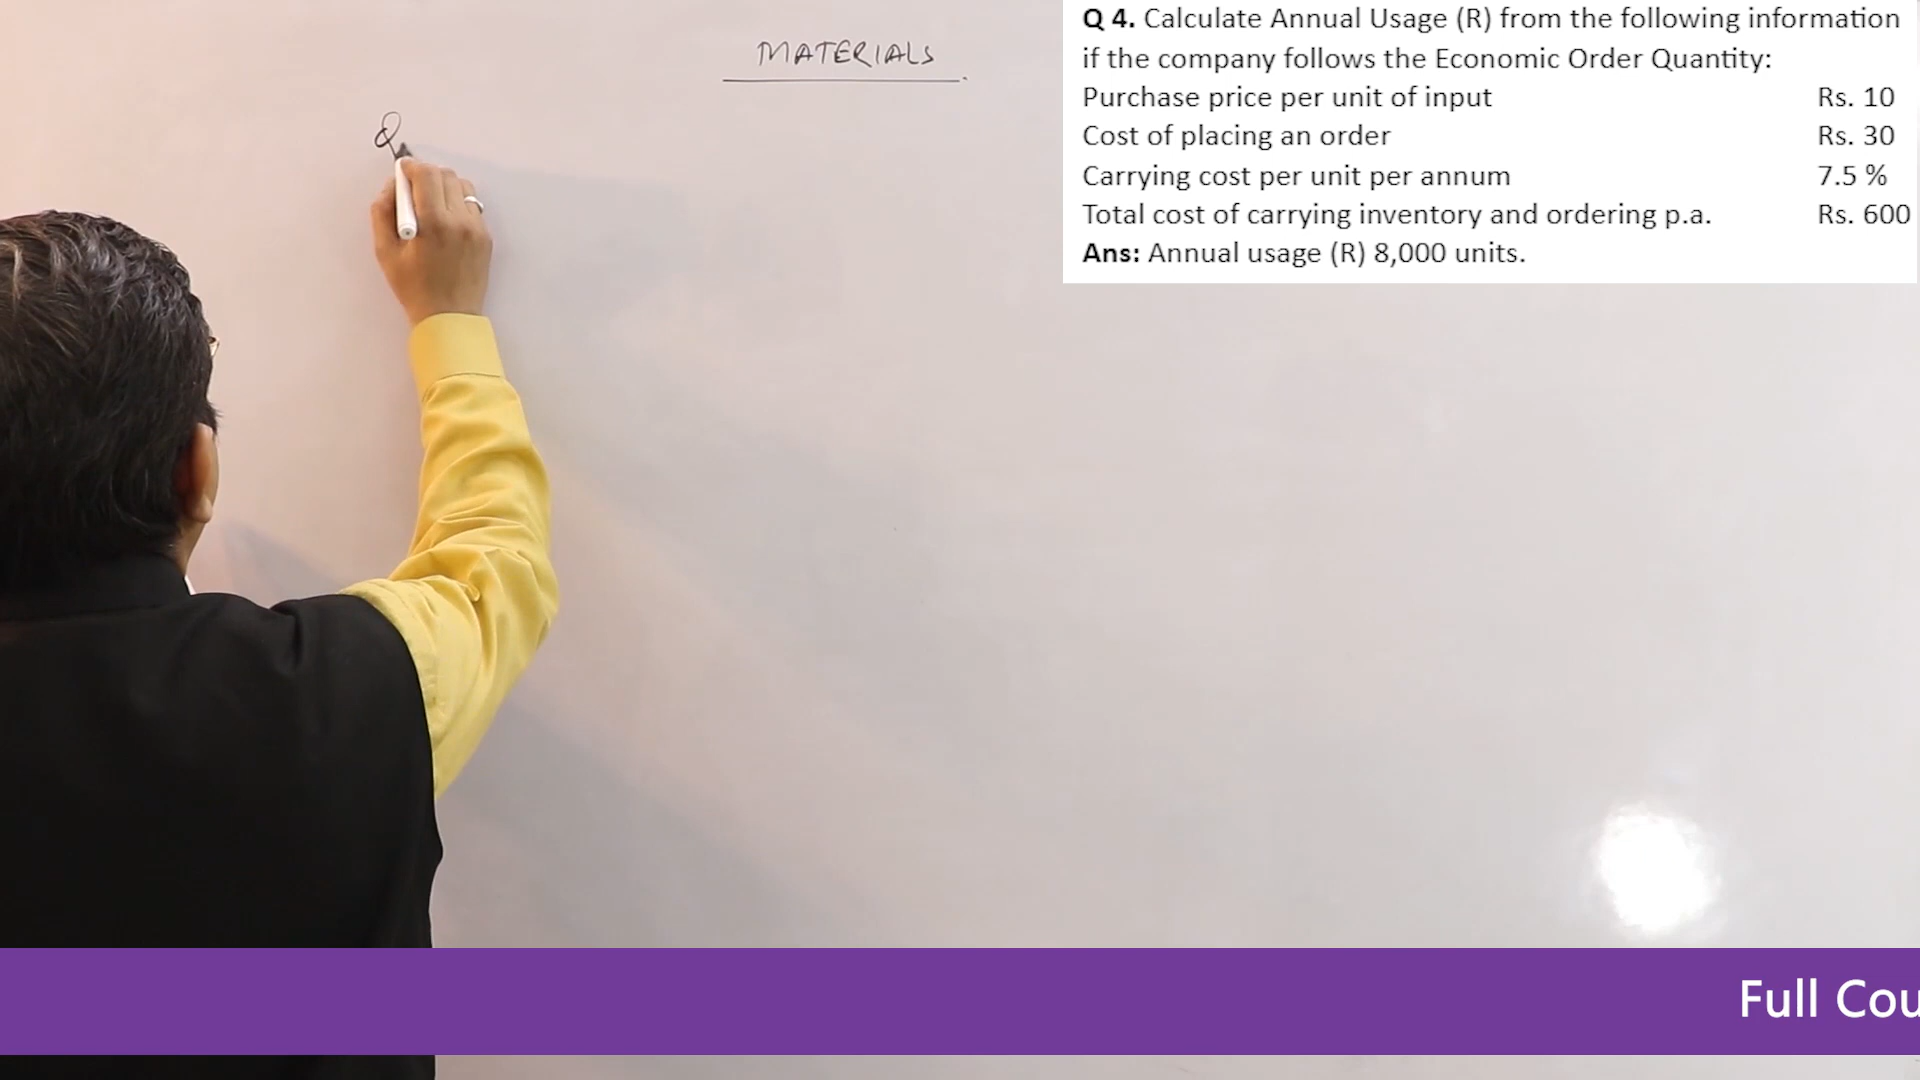 MATERIALS
Q
Q 4. Calculate Annual Usage (R) from the following information
if the company follows the Economic Order Quantity:
Purchase price per unit of input Rs. 10
Cost of placing an order Rs. 30
Carrying cost per unit per annum 7.5 %
Total cost of carrying inventory and ordering p.a. Rs. 600
Ans: Annual usage (R) 8,000 units.
Full Cou